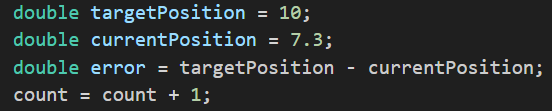 double targetPosition = 10;
double currentPosition = 7.3;
double error = targetPosition - currentPosition;
count = count + 1;